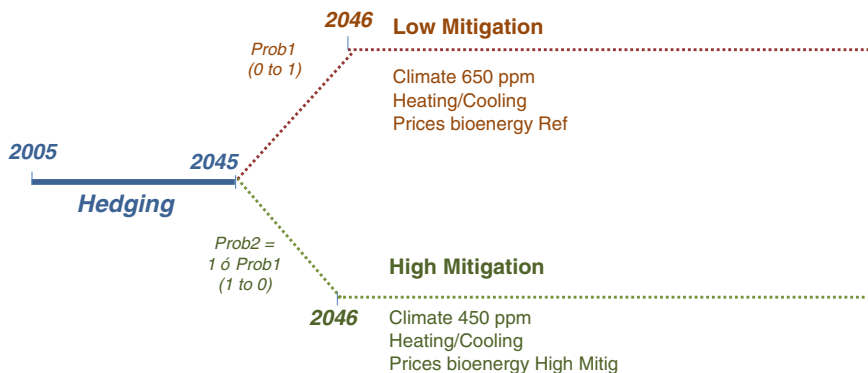 2046
Low Mitigation
Prob1
(0 to 1)
Climate 650 ppm
Heating/Cooling
Prices bioenergy Ref
2005
2045
Hedging
Prob2 =
1 ó Prob1
(1 to 0)
High Mitigation
2046
Climate 450 ppm
Heating/Cooling
Prices bioenergy High Mitig